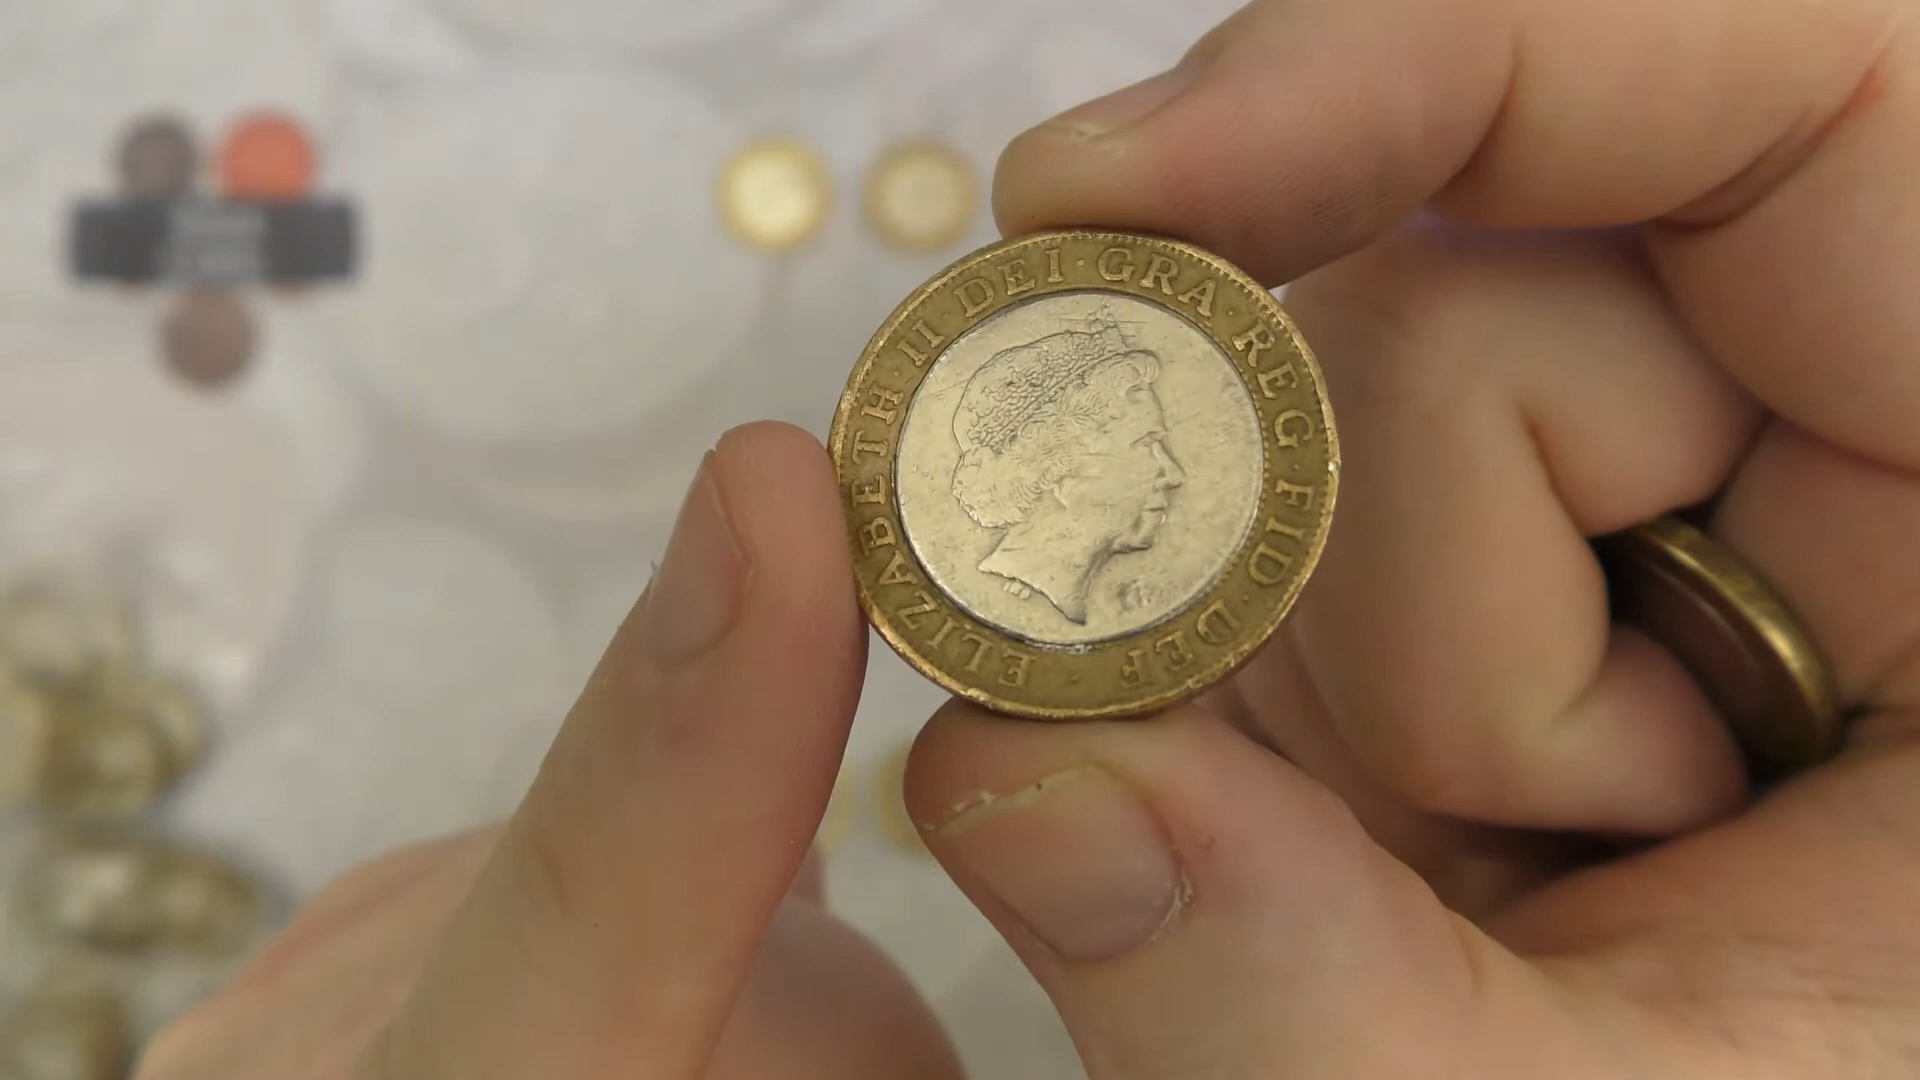 ELIZABETH · II · DEI · GRA · REG · FID · DEF ·